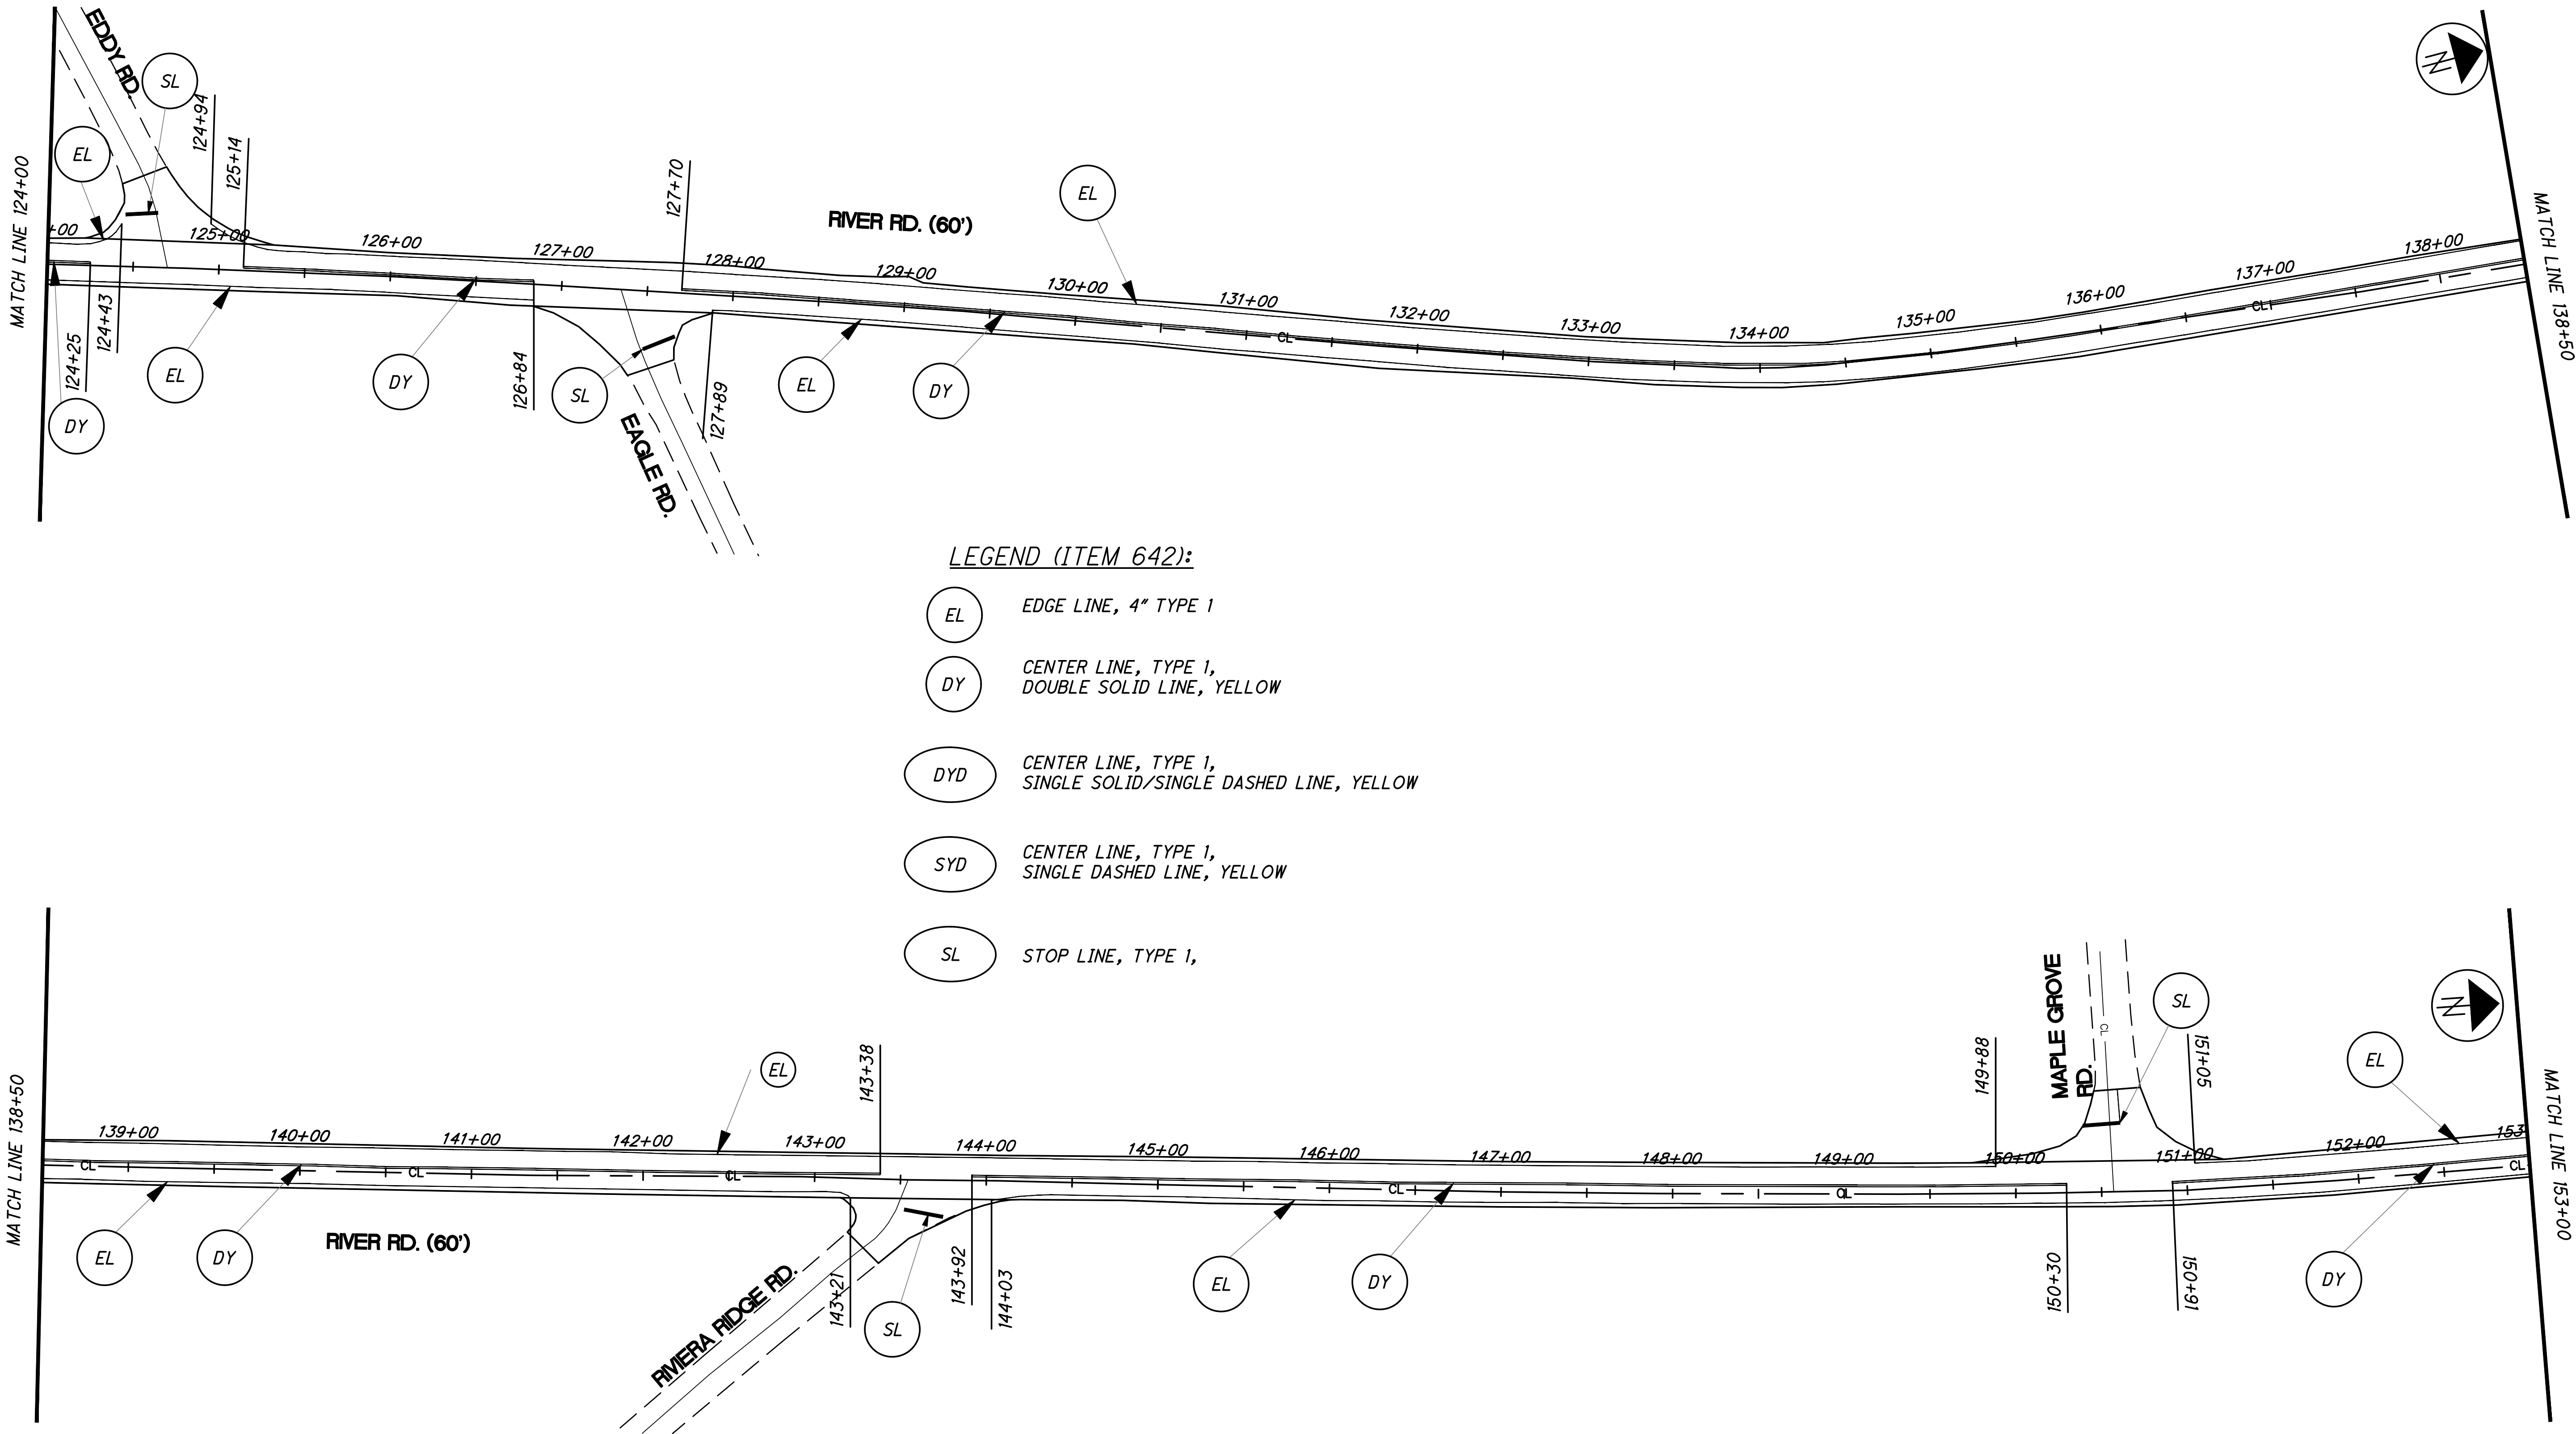 EDDY RD.
SL
EL
124+94
125+14
127+70
RIVER RD. (60')
EL
N
MATCH LINE 124+00
MATCH LINE 138+50
+00
125+00
126+00
127+00
128+00
129+00
130+00
131+00
132+00
133+00
134+00
135+00
136+00
137+00
138+00
CL
CL
124+25
124+43
EL
DY
DY
126+84
SL
127+89
EL
DY
EAGLE RD.
LEGEND (ITEM 642):
EL
EDGE LINE, 4" TYPE 1
DY
CENTER LINE, TYPE 1,
DOUBLE SOLID LINE, YELLOW
DYD
CENTER LINE, TYPE 1,
SINGLE SOLID/SINGLE DASHED LINE, YELLOW
SYD
CENTER LINE, TYPE 1,
SINGLE DASHED LINE, YELLOW
SL
STOP LINE, TYPE 1,
MAPLE GROVE
RD.
CL
SL
N
EL
143+38
149+88
151+05
EL
MATCH LINE 138+50
MATCH LINE 153+00
139+00
140+00
141+00
142+00
143+00
144+00
145+00
146+00
147+00
148+00
149+00
150+00
151+00
152+00
153
CL
CL
CL
CL
CL
CL
EL
DY
RIVER RD. (60')
143+21
143+92
144+03
SL
RIVIERA RIDGE RD.
EL
DY
150+30
150+91
DY